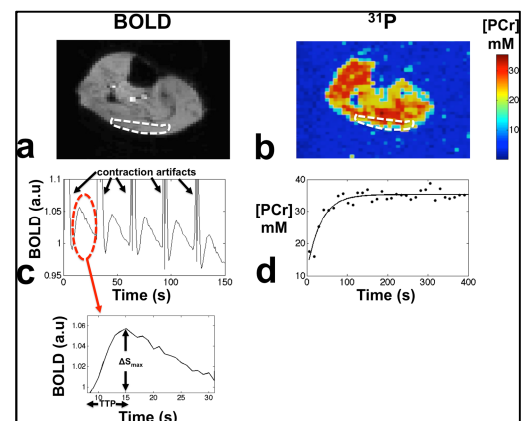 BOLD
³¹P
[PCr]
mM
30
20
10
0
a
b
contraction artifacts
1.1
1.05
1
0.95
BOLD (a.u)
0
50
100
150
Time (s)
c
[PCr]
mM
40
30
20
10
0
100
200
300
400
Time (s)
d
1.06
1.04
1.02
1
BOLD (a.u)
ΔSmax
TTP
10
15
20
25
30
Time (s)